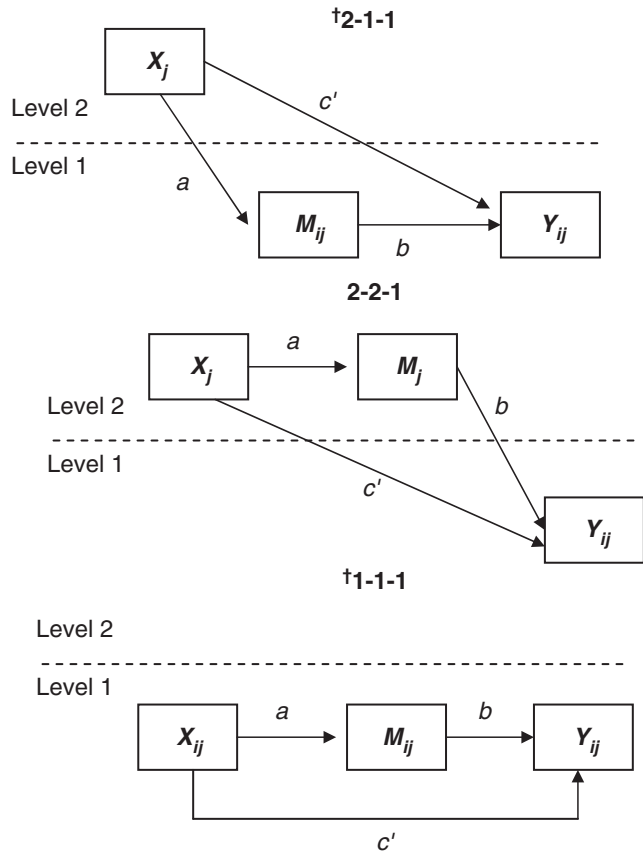 †2-1-1
X_j
Level 2
c'
Level 1
a
M_ij
b
Y_ij
2-2-1
X_j
a
M_j
Level 2
b
Level 1
c'
Y_ij
†1-1-1
Level 2
Level 1
X_ij
a
M_ij
b
Y_ij
c'